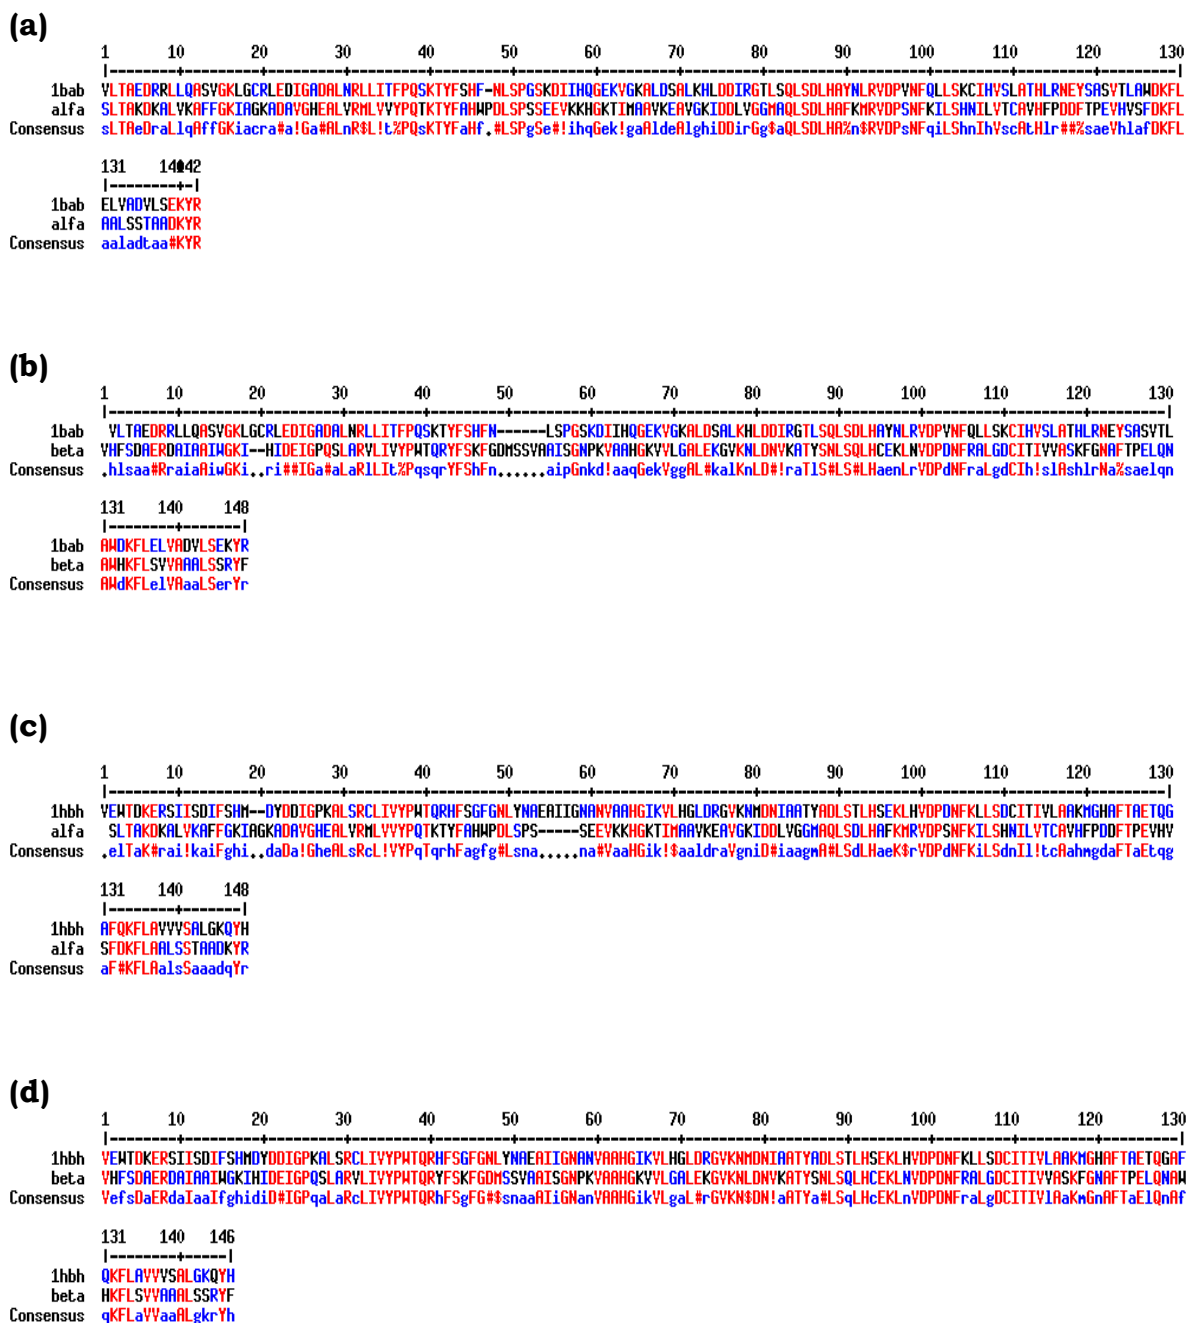 (a)
1 10 20 30 40 50 60 70 80 90 100 110 120 130
|--------+---------+---------+---------+---------+---------+---------+---------+---------+---------+---------+---------+---------|
1bab VLTAEDRRLLQASVGKLGCRLEDIGADALNRLLITFPQSKTYFSHF-NLSPGSKDIIHQGEKVGKALDSALKHLDDIRGTLSQLSDLHAYNLRVDPVNFQLLSKCIHVSLATHLRNEYSASVTLAWDKFL
alfa SLTAKDKALVKAFFGKIAGKADAVGHEALVRMLVVYPQTKTYFAHWPDLSPSSEEVKKHGKTIMAAVKEAVGKIDDLVGGMAQLSDLHAFKMRVDPSNFKILSHNILVTCAVHFPDDFTPEVHVSFDKFL
Consensus sLTAeDraLlqAffGKiacra#a!Ga#ALnR$L!t%PQsKTYFaHf.#LSPgSe#!ihqGek!gaAldeAlghiDDirGg$aQLSDLHA%n$RVDPsNFqiLShnIhVscAtHlr##%saeVhlafDKFL
131 140142
|--------+-|
1bab ELVADVLSEKYR
alfa AALSSTAADKYR
Consensus aaladtaa#KYR
(b)
1 10 20 30 40 50 60 70 80 90 100 110 120 130
|--------+---------+---------+---------+---------+---------+---------+---------+---------+---------+---------+---------+---------|
1bab VLTAEDRRLLQASVGKLGCRLEDIGADALNRLLITFPQSKTYFSHFN------LSPGSKDIIHQGEKVGKALDSALKHLDDIRGTLSQLSDLHAYNLRVDPVNFQLLSKCIHVSLATHLRNEYSASVTL
beta VHFSDAERDAIAAIWGKI--HIDEIGPQSLARVLIVYPWTQRYFSKFGDMSSVAAISGNPKVAAHGKVVLGALEKGVKNLDNVKATYSNLSQLHCEKLNVDPDNFRALGDCITIVVASKFGNAFTPELQN
Consensus .hlsaa#RraiaAiwGKi..ri##IGa#aLaRlLIt%PqsqrYFShFn......aipGnkd!aaqGekVggAL#kalKnLD#!raTlS#LS#LHaenLrVDPdNFraLgdCIh!slAshlrNa%saelqn
131 140 148
|--------+-------|
1bab AWDKFLELVADVLSEKYR
beta AWHKFLSVVAAALSSRYF
Consensus AWdKFLelVAaaLSerYr
(c)
1 10 20 30 40 50 60 70 80 90 100 110 120 130
|--------+---------+---------+---------+---------+---------+---------+---------+---------+---------+---------+---------+---------|
1hbh VEWTDKERSIISDIFSHM--DYDDIGPKALSRCLIVYPWTQRHFSGFGNLYNAEAIIGNANVAAHGIKVLHGLDRGVKNMDNIAATYADLSTLHSEKLHVDPDNFKLLSDCITIVLAAKMGHAFTAETQG
alfa SLTAKDKALVKAFFGKIAGKADAVGHEALVRMLVVYPQTKTYFAHWPDLSPS-----SEEVKKHGKTIMAAVKEAVGKIDDLVGGMAQLSDLHAFKMRVDPSNFKILSHNILVTCAVHFPDDFTPEVHV
Consensus .elTaK#rai!kaiFghi..daDa!GheALsRcL!VYPqTqrhFagfg#Lsna.....na#VaaHGik!$aaldraVgniD#iaagmA#LSdLHaeK$rVDPdNFKiLSdnIl!tcAahmgdaFTaEtqg
131 140 148
|--------+-------|
1hbh AFQKFLAVVVSALGKQYH
alfa SFDKFLAALSSTAADKYR
Consensus aF#KFLAalsSaaadqYr
(d)
1 10 20 30 40 50 60 70 80 90 100 110 120 130
|--------+---------+---------+---------+---------+---------+---------+---------+---------+---------+---------+---------+---------|
1hbh VEWTDKERSIISDIFSHMDYDDIGPKALSRCLIVYPWTQRHFSGFGNLYNAEAIIGNANVAAHGIKVLHGLDRGVKNMDNIAATYADLSTLHSEKLHVDPDNFKLLSDCITIVLAAKMGHAFTAETQGAF
beta VHFSDAERDAIAAIWGKIHIDEIGPQSLARVLIVYPWTQRYFSKFGDMSSVAAISGNPKVAAHGKVVLGALEKGVKNLDNVKATYSNLSQLHCEKLNVDPDNFRALGDCITIVVASKFGNAFTPELQNAW
Consensus VefsDaERdaIaaIfghidiD#IGPqaLaRcLIVYPWTQRhFSgFG#$snaaAIiGNanVAAHGikVLgaL#rGVKN$DN!aATYa#LSqLHcEKLnVDPDNFraLgDCITIVlAaKmGnAFTaELQnAf
131 140 146
|--------+-----|
1hbh QKFLAVVVSALGKQYH
beta HKFLSVVAAALSSRYF
Consensus qKFLaVVaaALgkrYh